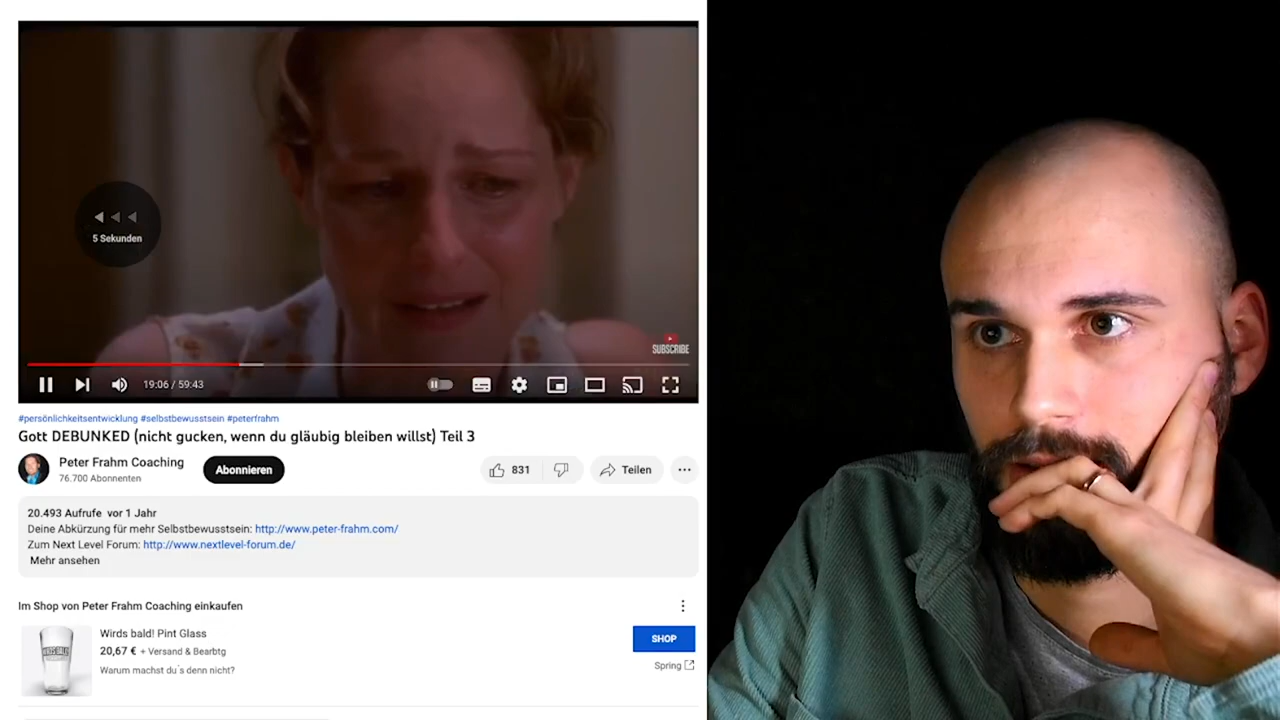 5 Sekunden
SUBSCRIBE
19:06 / 59:43
#persönlichkeitsentwicklung #selbstbewusstsein #peterfrahm
Gott DEBUNKED (nicht gucken, wenn du gläubig bleiben willst) Teil 3
Peter Frahm Coaching
76.700 Abonnenten
Abonnieren
831
Teilen
20.493 Aufrufe vor 1 Jahr
Deine Abkürzung für mehr Selbstbewusstsein: http://www.peter-frahm.com/
Zum Next Level Forum: http://www.nextlevel-forum.de/
Mehr ansehen
Im Shop von Peter Frahm Coaching einkaufen
Wirds bald! Pint Glass
20,67 € + Versand & Bearbtg
Warum machst du´s denn nicht?
SHOP
Spring